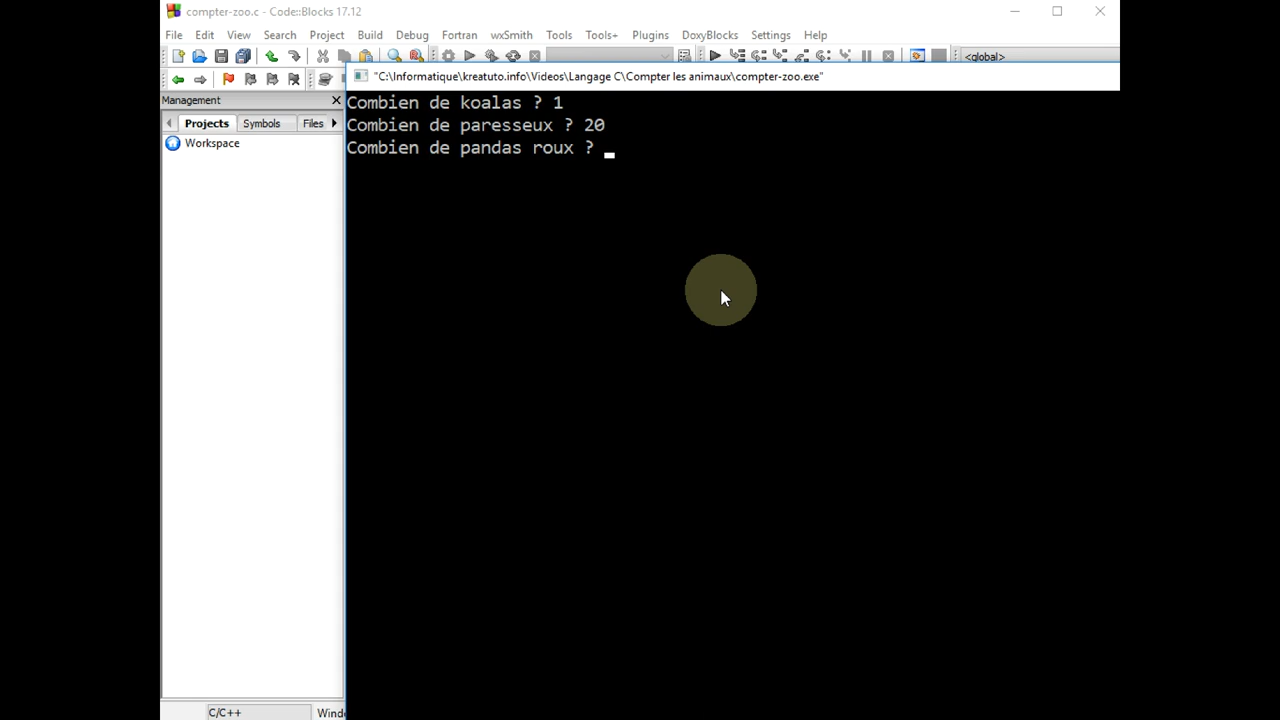 compter-zoo.c - Code::Blocks 17.12
File Edit View Search Project Build Debug Fortran wxSmith Tools Tools+ Plugins DoxyBlocks Settings Help
<global>
"C:\Informatique\kreatuto.info\Videos\Langage C\Compter les animaux\compter-zoo.exe"
Management
Projects Symbols Files
Workspace
Combien de koalas ? 1
Combien de paresseux ? 20
Combien de pandas roux ?
C/C++ Windo